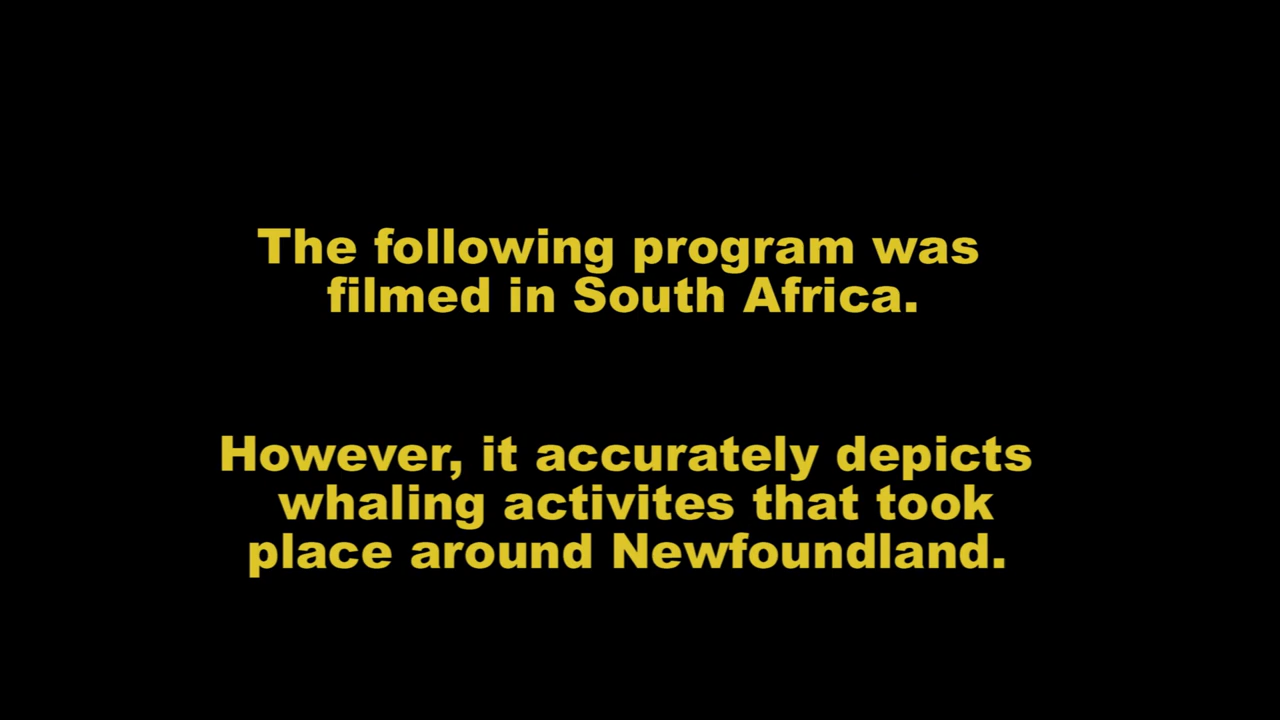 The following program was
filmed in South Africa.
However, it accurately depicts
whaling activites that took
place around Newfoundland.